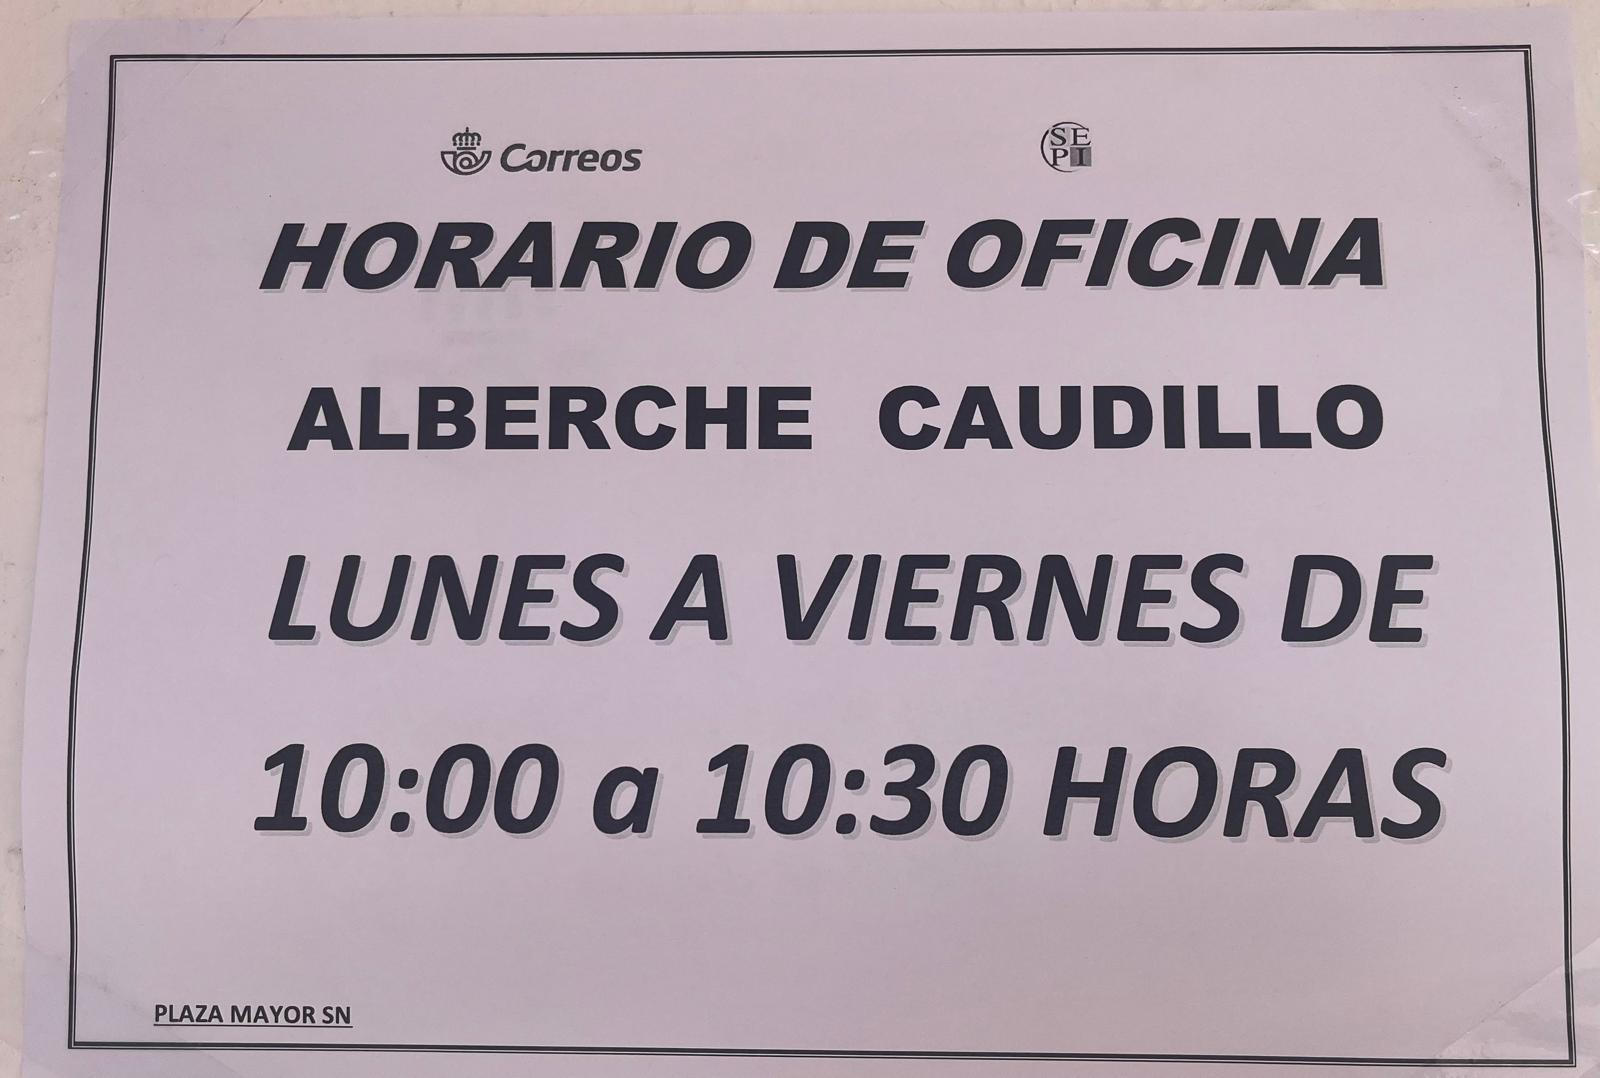 Correos
SEPI
HORARIO DE OFICINA
ALBERCHE CAUDILLO
LUNES A VIERNES DE
10:00 a 10:30 HORAS
PLAZA MAYOR SN